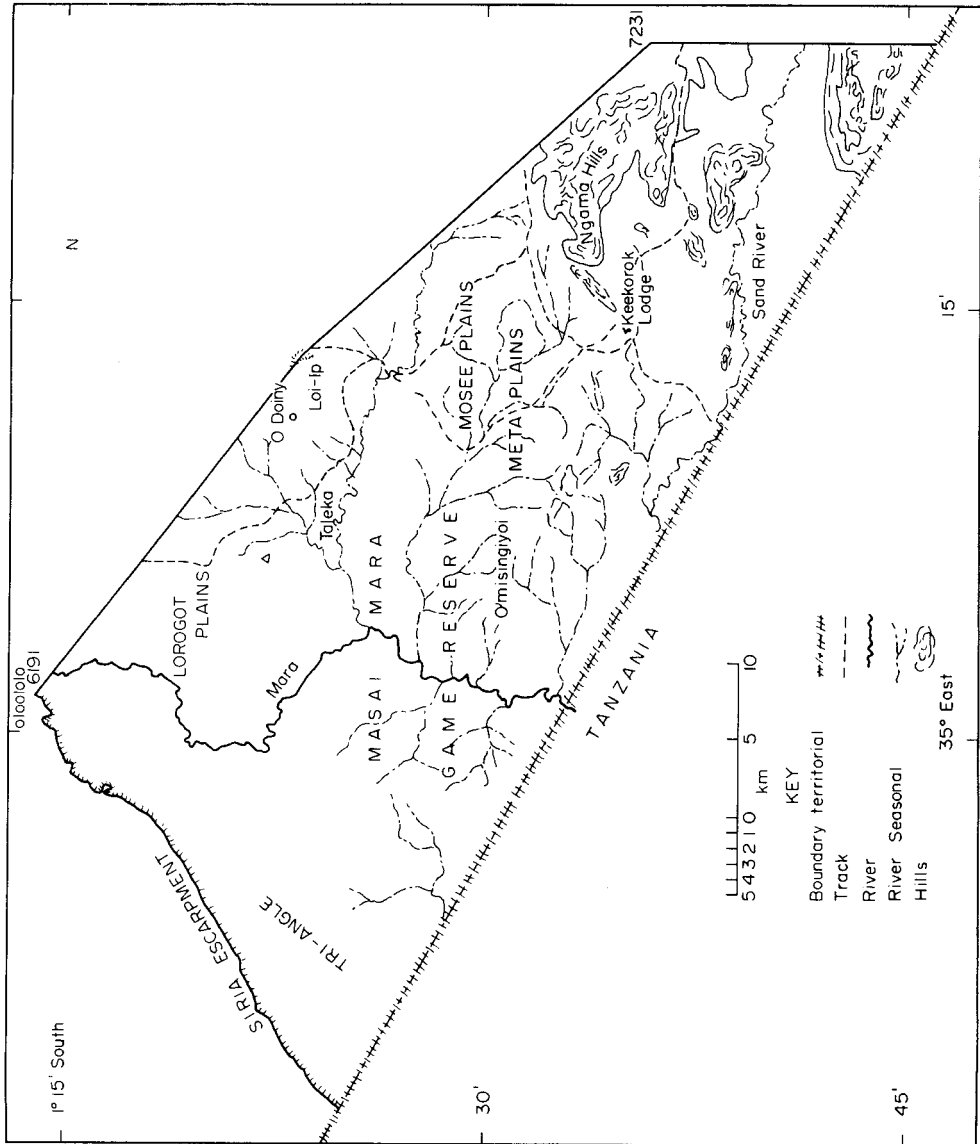 1° 15' South
30'
45'
35° East
15'
N
Oloololo
6191
7231
SIRIA ESCARPMENT
TRI-ANGLE
LOROGOT
PLAINS
Mara
O Doiny
Loi-Ip
Taleka
MASAI MARA
GAME RESERVE
MOSEE PLAINS
META PLAINS
O'misingiyoi
Ngama Hills
Keekorok
Lodge
Sand River
TANZANIA
5 4 3 2 1 0 5 10
km
KEY
Boundary territorial
Track
River
River Seasonal
Hills